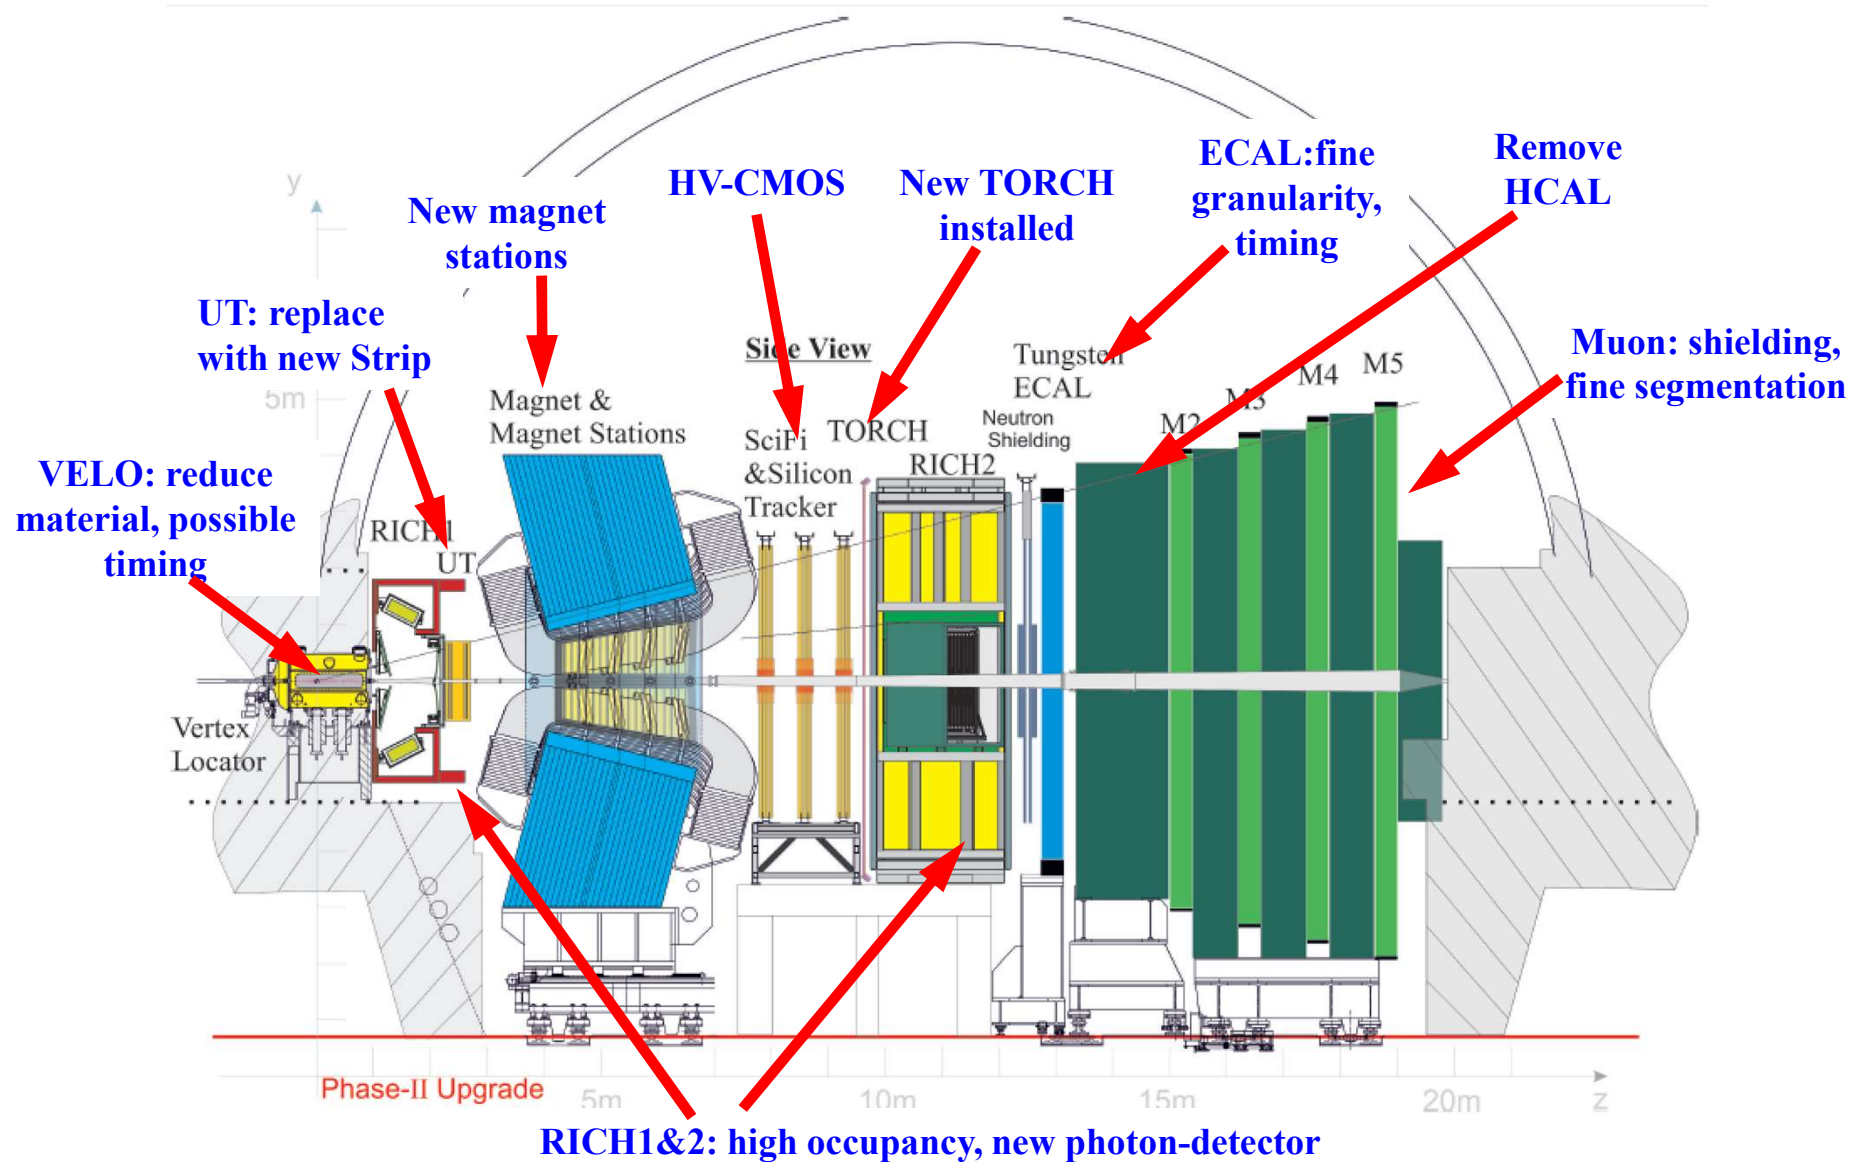 ECAL:fine
granularity,
timing
Remove
HCAL
HV-CMOS
New TORCH
installed
y
New magnet
stations
UT: replace
with new Strip
Side View
Tungsten
ECAL
Muon: shielding,
fine segmentation
M5
M4
M3
M2
5m
Magnet &
Magnet Stations
SciFi
&Silicon
Tracker
TORCH
Neutron
Shielding
RICH2
VELO: reduce
material, possible
timing
RICH1
UT
Vertex
Locator
Phase-II Upgrade
5m
10m
15m
20m
z
RICH1&2: high occupancy, new photon-detector